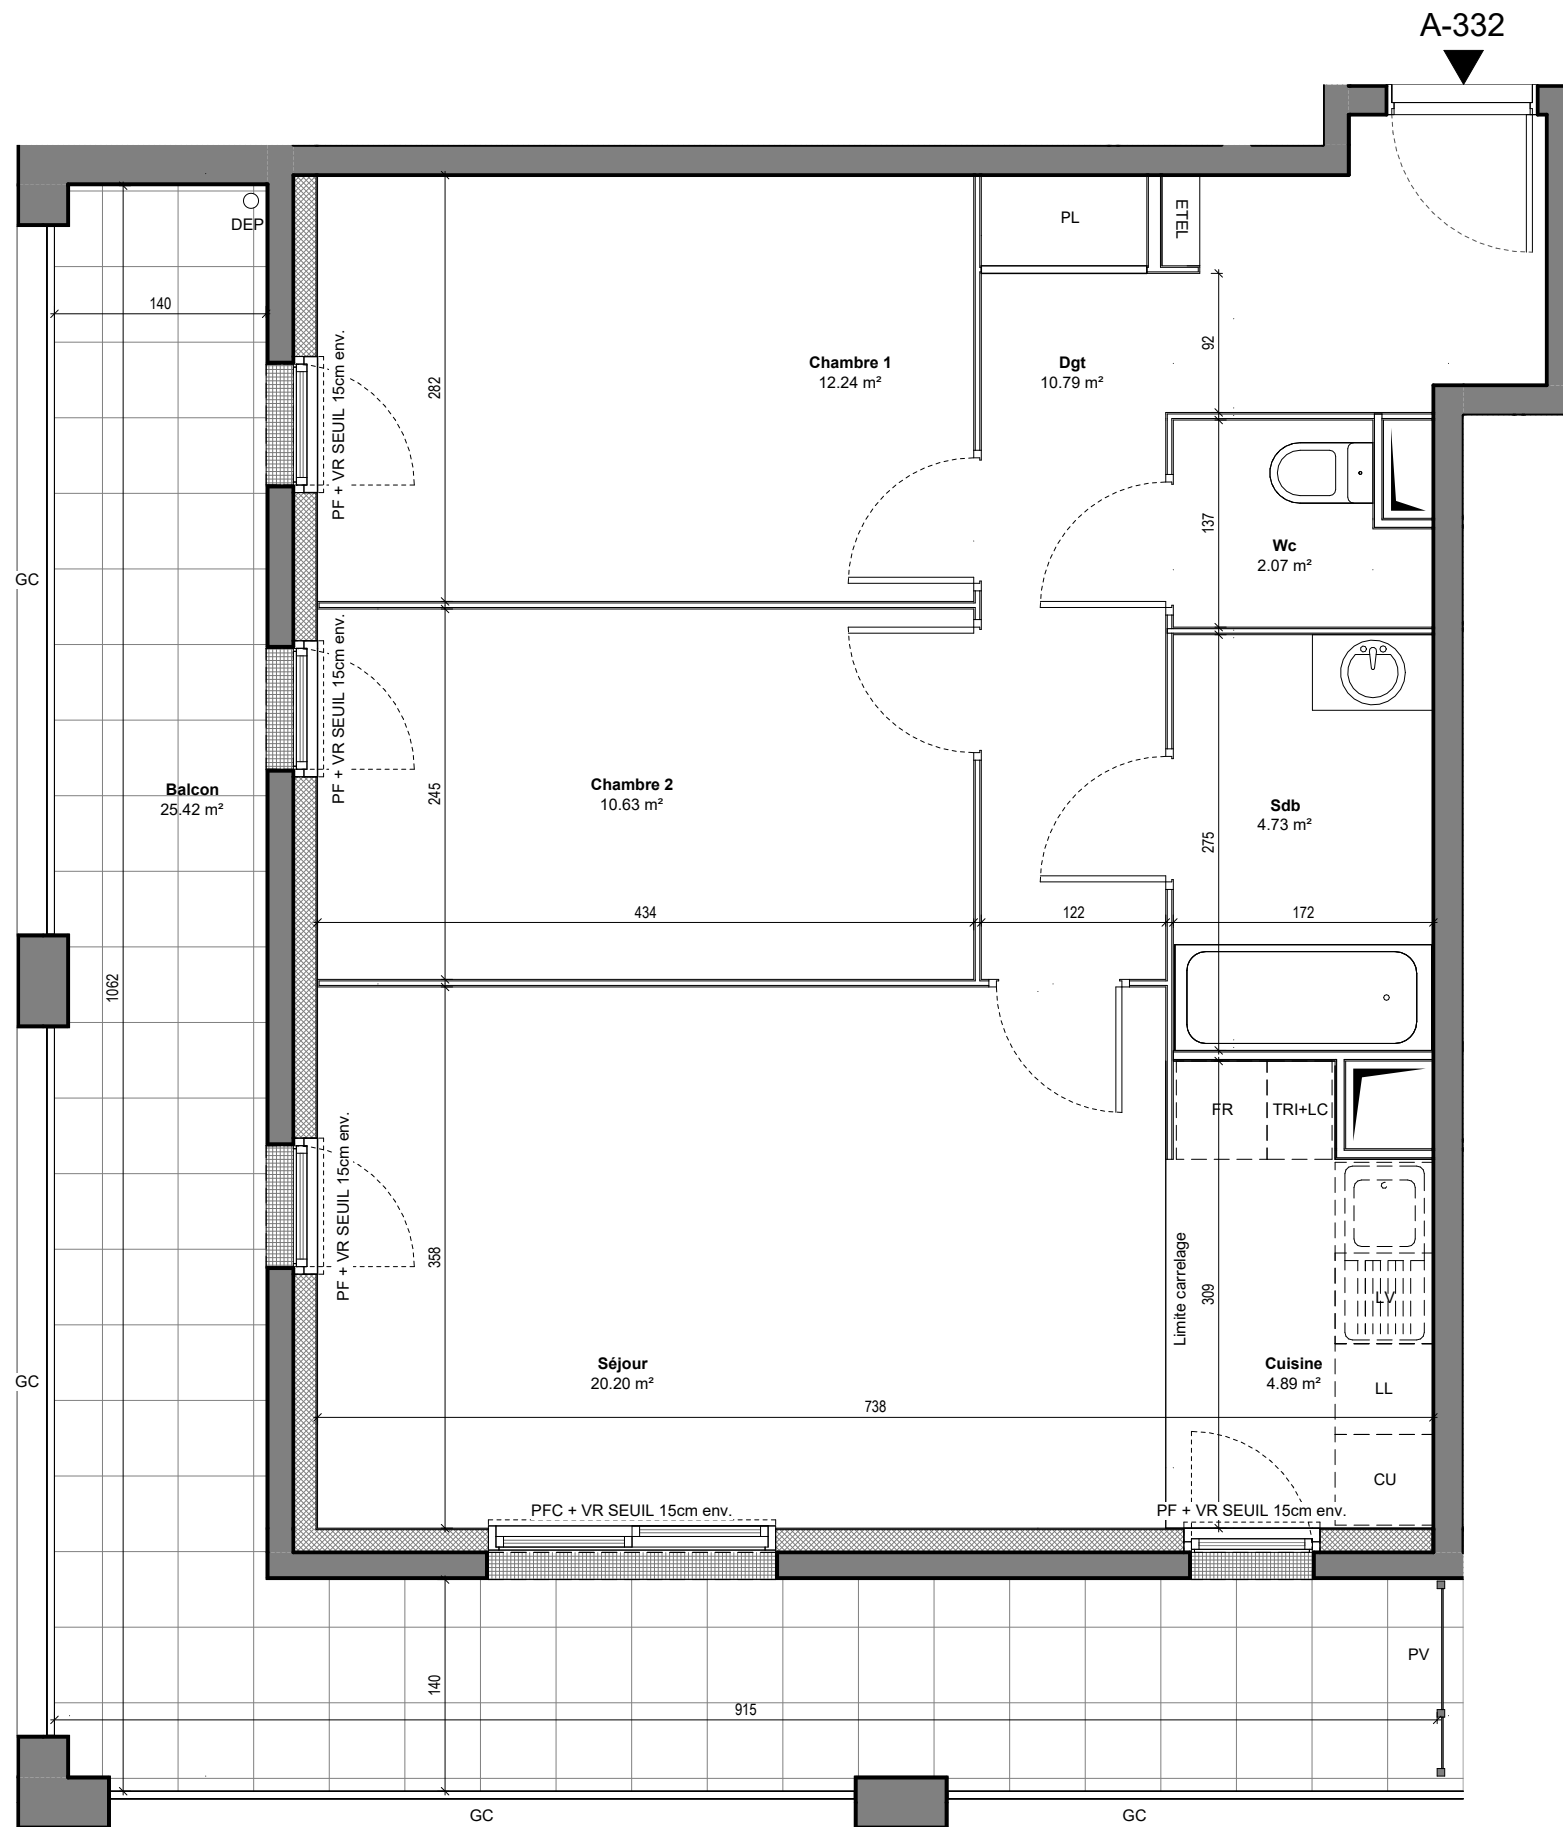 A-332
PL
ETEL
DEP
140
PF + VR SEUIL 15cm env.
282
Chambre 1
12.24 m²
Dgt
10.79 m²
92
137
Wc
2.07 m²
GC
PF + VR SEUIL 15cm env.
Balcon
25.42 m²
245
Chambre 2
10.63 m²
Sdb
4.73 m²
275
434
122
172
1062
FR
TRI+LC
PF + VR SEUIL 15cm env.
358
Limite carrelage
309
LV
GC
Séjour
20.20 m²
Cuisine
4.89 m²
LL
738
CU
PFC + VR SEUIL 15cm env.
PF + VR SEUIL 15cm env.
140
PV
915
GC
GC